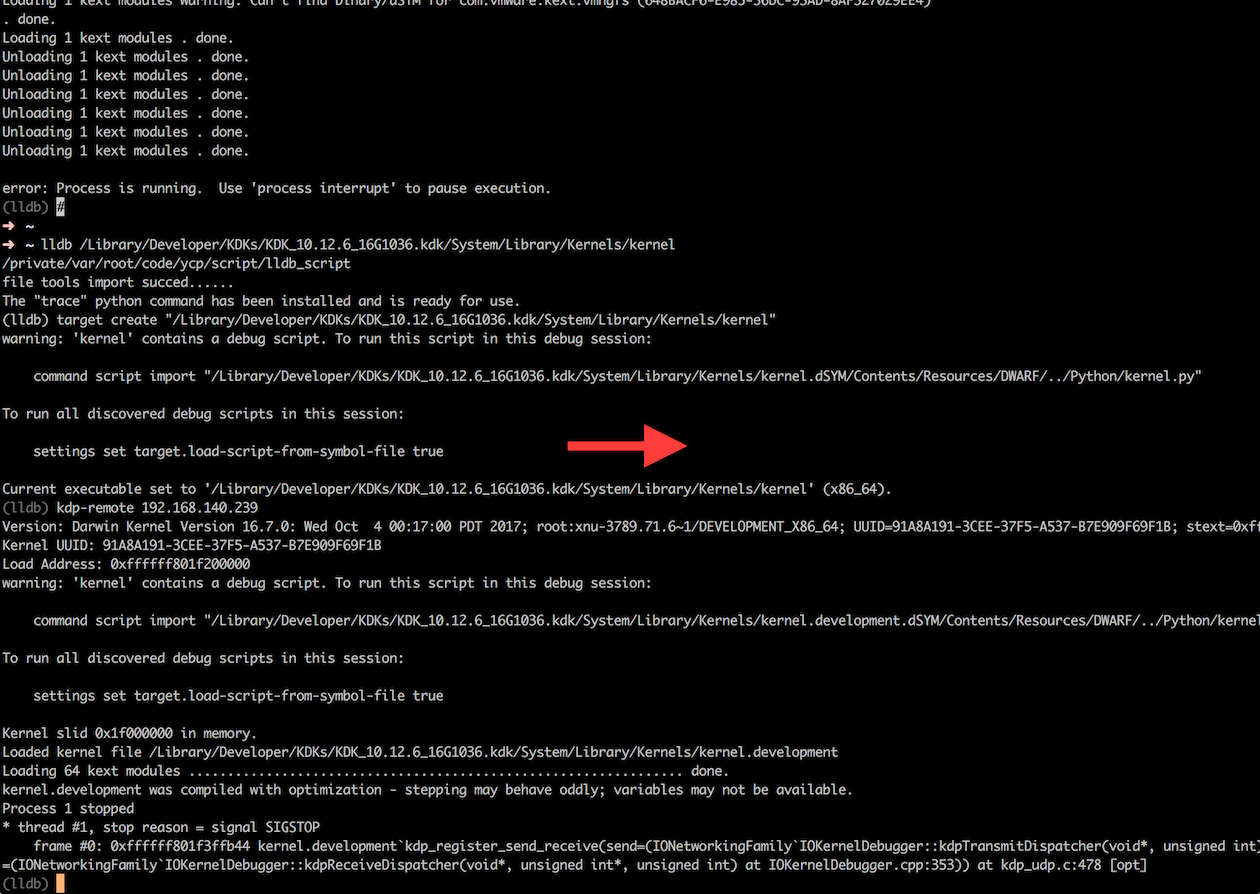 Loading 1 kext modules warning: Can't find binary/dSYM for com.vmware.kext.vmhgfs (648BACF6-E983-36DC-93AD-8AF327029EE4)
. done.
Loading 1 kext modules . done.
Unloading 1 kext modules . done.
Unloading 1 kext modules . done.
Unloading 1 kext modules . done.
Unloading 1 kext modules . done.
Unloading 1 kext modules . done.
Unloading 1 kext modules . done.
error: Process is running.  Use 'process interrupt' to pause execution.
(lldb) #
➜ ~
➜ ~ lldb /Library/Developer/KDKs/KDK_10.12.6_16G1036.kdk/System/Library/Kernels/kernel
/private/var/root/code/ycp/script/lldb_script
file tools import succed......
The "trace" python command has been installed and is ready for use.
(lldb) target create "/Library/Developer/KDKs/KDK_10.12.6_16G1036.kdk/System/Library/Kernels/kernel"
warning: 'kernel' contains a debug script. To run this script in this debug session:
command script import "/Library/Developer/KDKs/KDK_10.12.6_16G1036.kdk/System/Library/Kernels/kernel.dSYM/Contents/Resources/DWARF/../Python/kernel.py"
To run all discovered debug scripts in this session:
settings set target.load-script-from-symbol-file true
Current executable set to '/Library/Developer/KDKs/KDK_10.12.6_16G1036.kdk/System/Library/Kernels/kernel' (x86_64).
(lldb) kdp-remote 192.168.140.239
Version: Darwin Kernel Version 16.7.0: Wed Oct  4 00:17:00 PDT 2017; root:xnu-3789.71.6~1/DEVELOPMENT_X86_64; UUID=91A8A191-3CEE-37F5-A537-B7E909F69F1B; stext=0xff
Kernel UUID: 91A8A191-3CEE-37F5-A537-B7E909F69F1B
Load Address: 0xffffff801f200000
warning: 'kernel' contains a debug script. To run this script in this debug session:
command script import "/Library/Developer/KDKs/KDK_10.12.6_16G1036.kdk/System/Library/Kernels/kernel.development.dSYM/Contents/Resources/DWARF/../Python/kernel
To run all discovered debug scripts in this session:
settings set target.load-script-from-symbol-file true
Kernel slid 0x1f000000 in memory.
Loaded kernel file /Library/Developer/KDKs/KDK_10.12.6_16G1036.kdk/System/Library/Kernels/kernel.development
Loading 64 kext modules ................................................................ done.
kernel.development was compiled with optimization - stepping may behave oddly; variables may not be available.
Process 1 stopped
* thread #1, stop reason = signal SIGSTOP
frame #0: 0xffffff801f3ffb44 kernel.development`kdp_register_send_receive(send=(IONetworkingFamily`IOKernelDebugger::kdpTransmitDispatcher(void*, unsigned int)
=(IONetworkingFamily`IOKernelDebugger::kdpReceiveDispatcher(void*, unsigned int*, unsigned int) at IOKernelDebugger.cpp:353)) at kdp_udp.c:478 [opt]
(lldb)